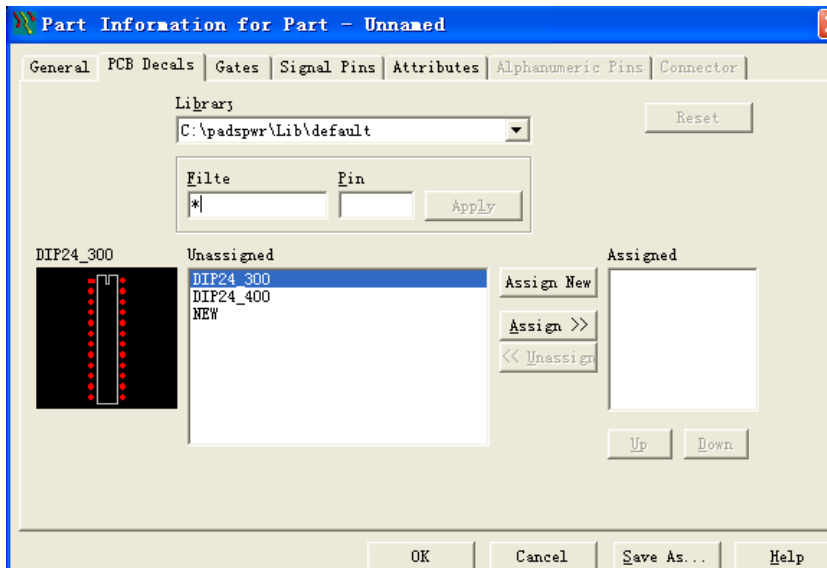 Part Information for Part - Unnamed
General PCB Decals Gates Signal Pins Attributes Alphanumeric Pins Connector
Library
C:\padspwr\Lib\default
Reset
Filte Pin
*
Apply
DIP24_300 Unassigned Assigned
DIP24_300
DIP24_400
NEW
Assign New
Assign >>
<< Unassign
Up Down
OK Cancel Save As... Help